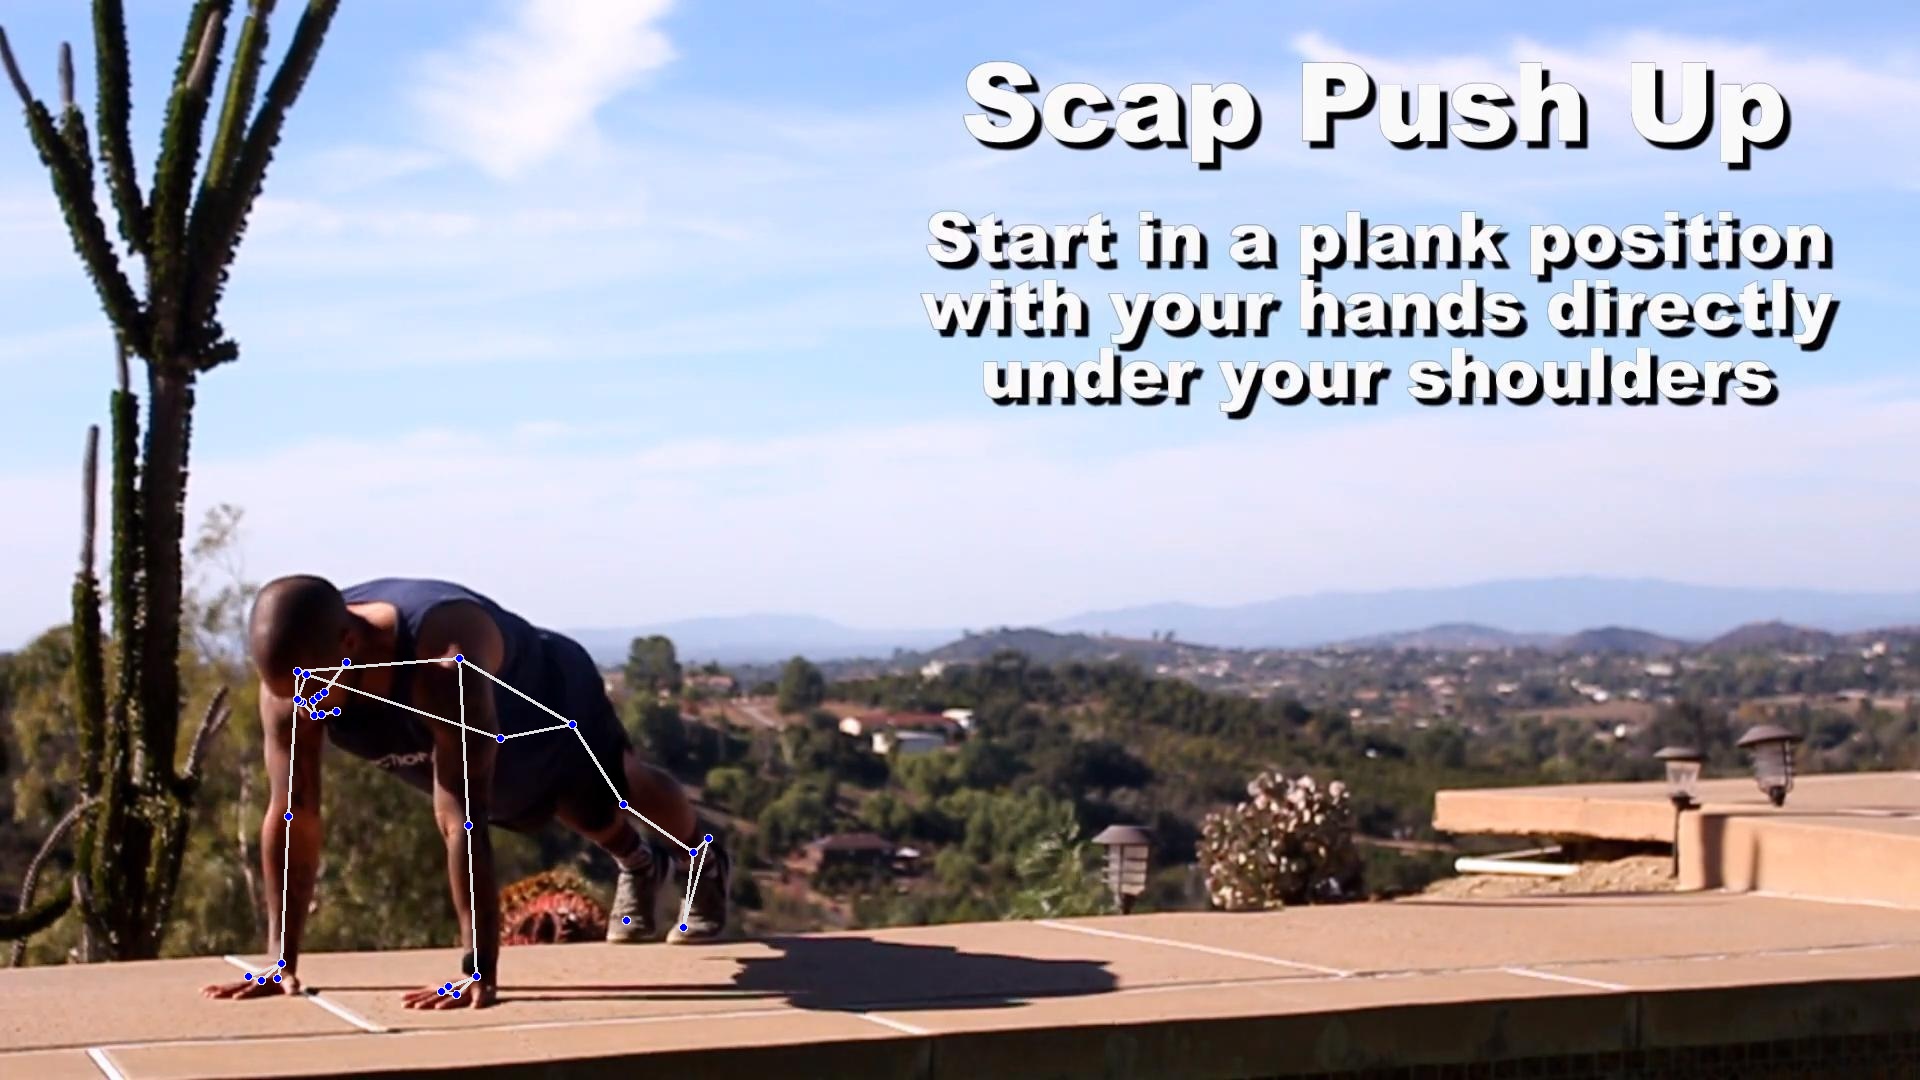 Scap Push Up
Start in a plank position
with your hands directly
under your shoulders